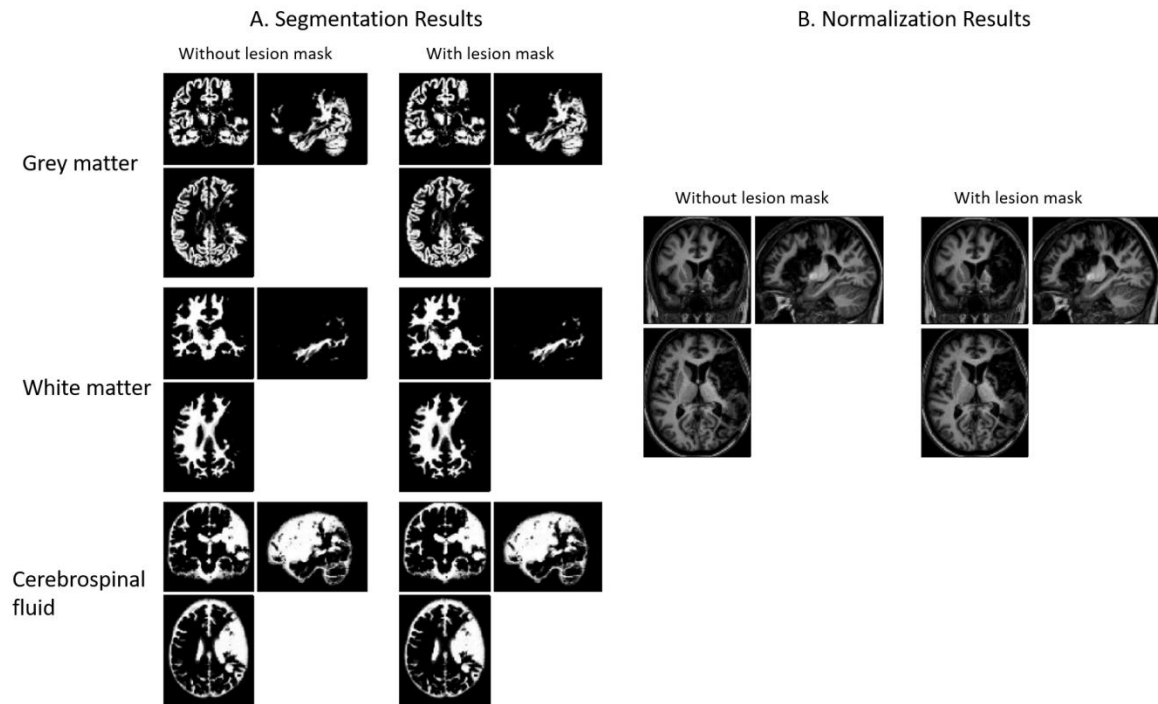 A. Segmentation Results
B. Normalization Results
Without lesion mask
With lesion mask
Grey matter
Without lesion mask
With lesion mask
White matter
Cerebrospinal
fluid